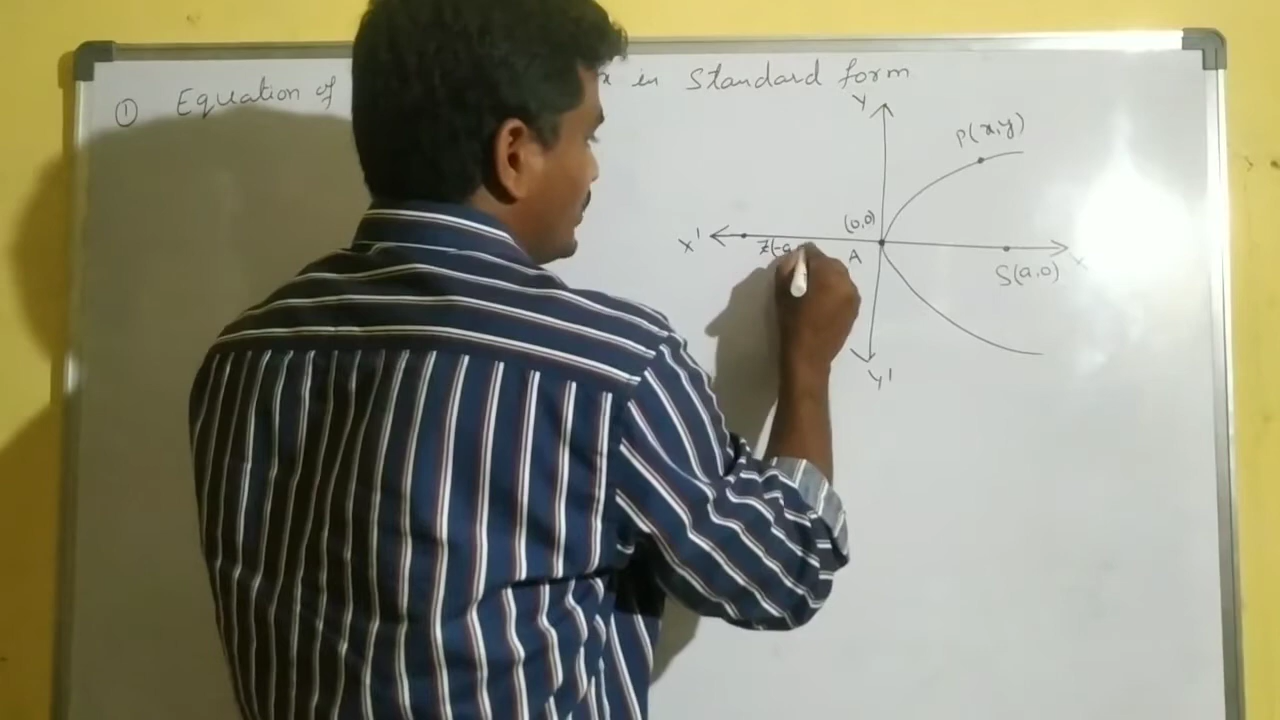 ① Equation of in Standard form
Y
P(x,y)
(0,0)
X'
Z(-a
A
X
S(a,0)
Y'